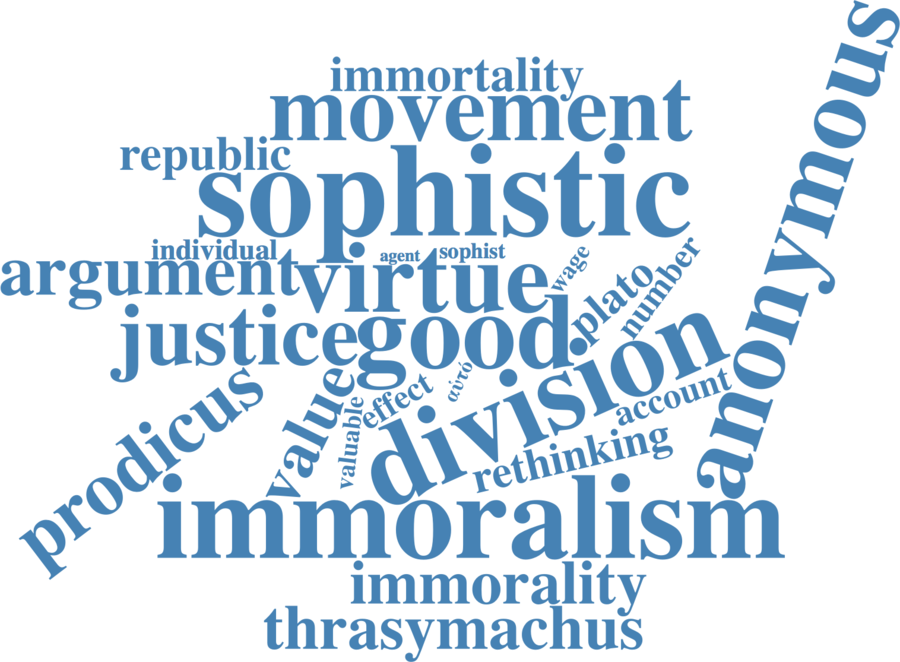 immortality
movement
anonymous
republic
sophistic
individual
agent
sophist
argument
virtue
wage
plato
number
justice
good
division
prodicus
value
valuable
effect
αὐτό
account
rethinking
immoralism
immorality
thrasymachus